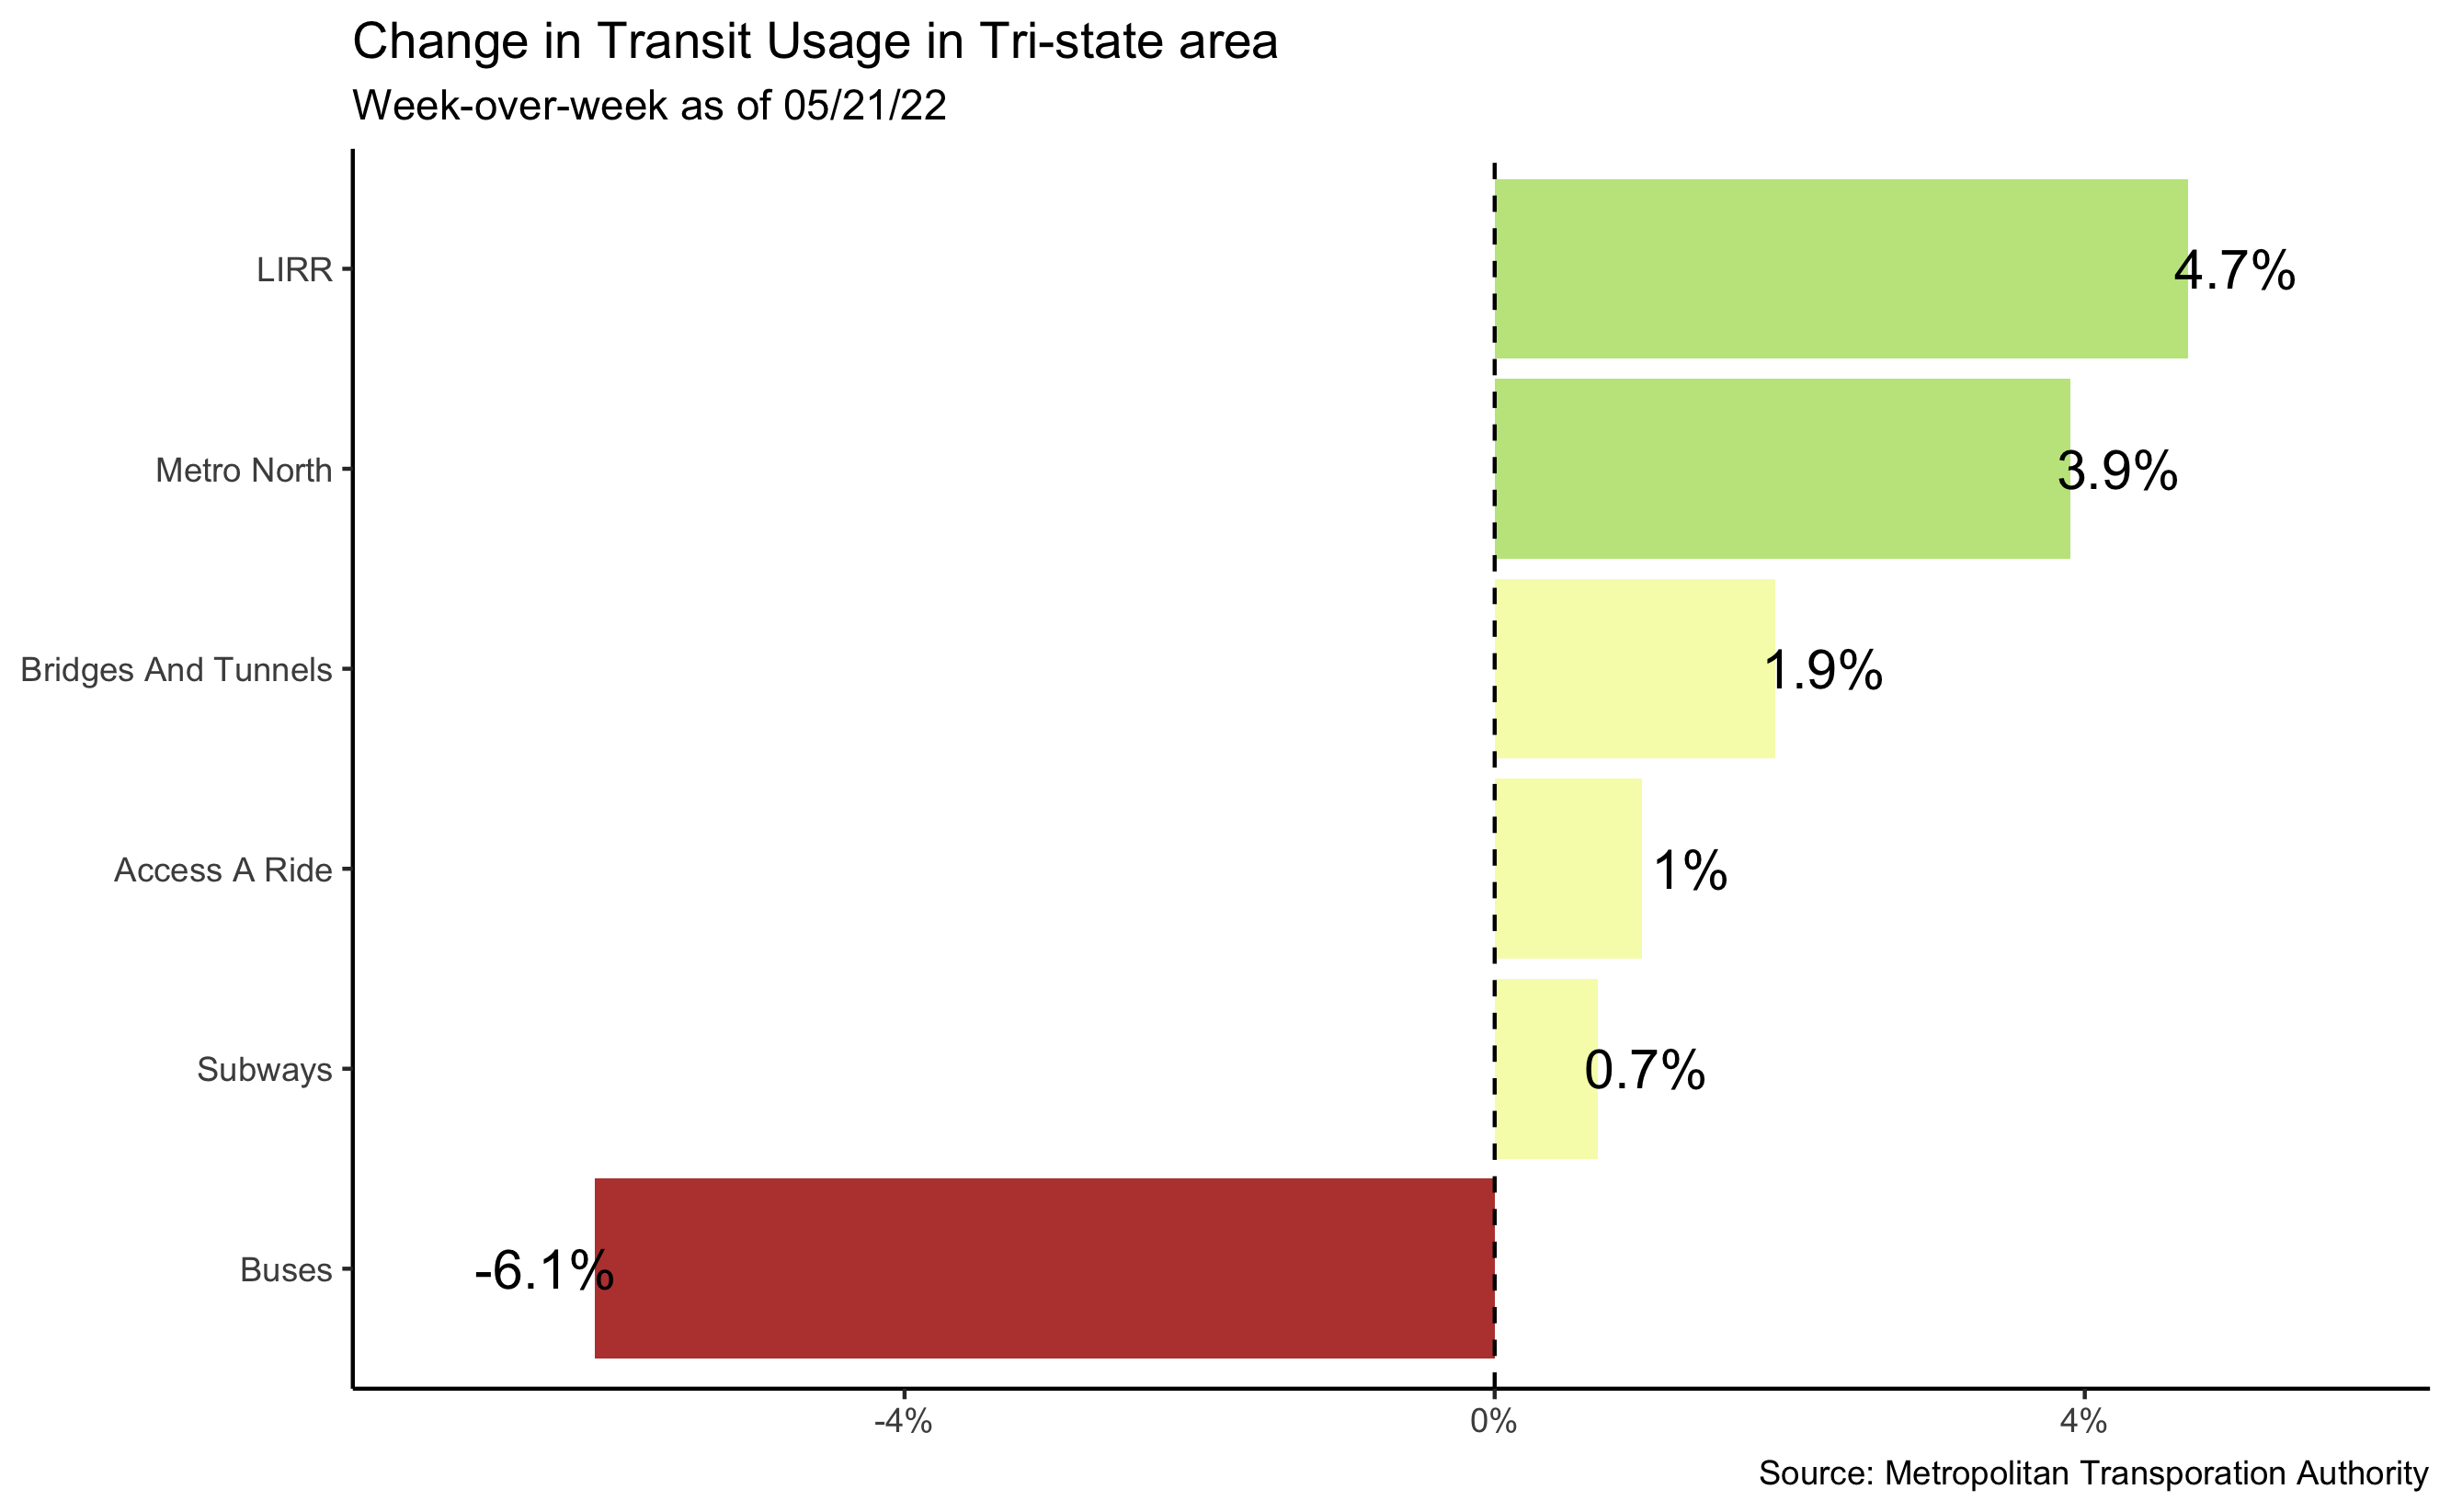 Change in Transit Usage in Tri-state area
Week-over-week as of 05/21/22
LIRR
4.7%
Metro North
3.9%
Bridges And Tunnels
1.9%
Access A Ride
1%
Subways
0.7%
Buses
-6.1%
-4%
0%
4%
Source: Metropolitan Transporation Authority